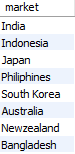 market
India
Indonesia
Japan
Philiphines
South Korea
Australia
Newzealand
Bangladesh